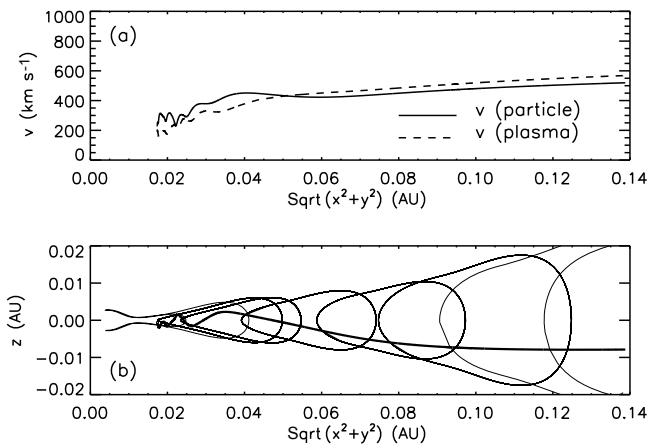 1000
800
600
400
200
0
v (km s⁻¹)
(a)
v (particle)
v (plasma)
0.00 0.02 0.04 0.06 0.08 0.10 0.12 0.14
Sqrt(x²+y²) (AU)
0.02
0.01
0.00
−0.01
−0.02
z (AU)
(b)
0.00 0.02 0.04 0.06 0.08 0.10 0.12 0.14
Sqrt(x²+y²) (AU)